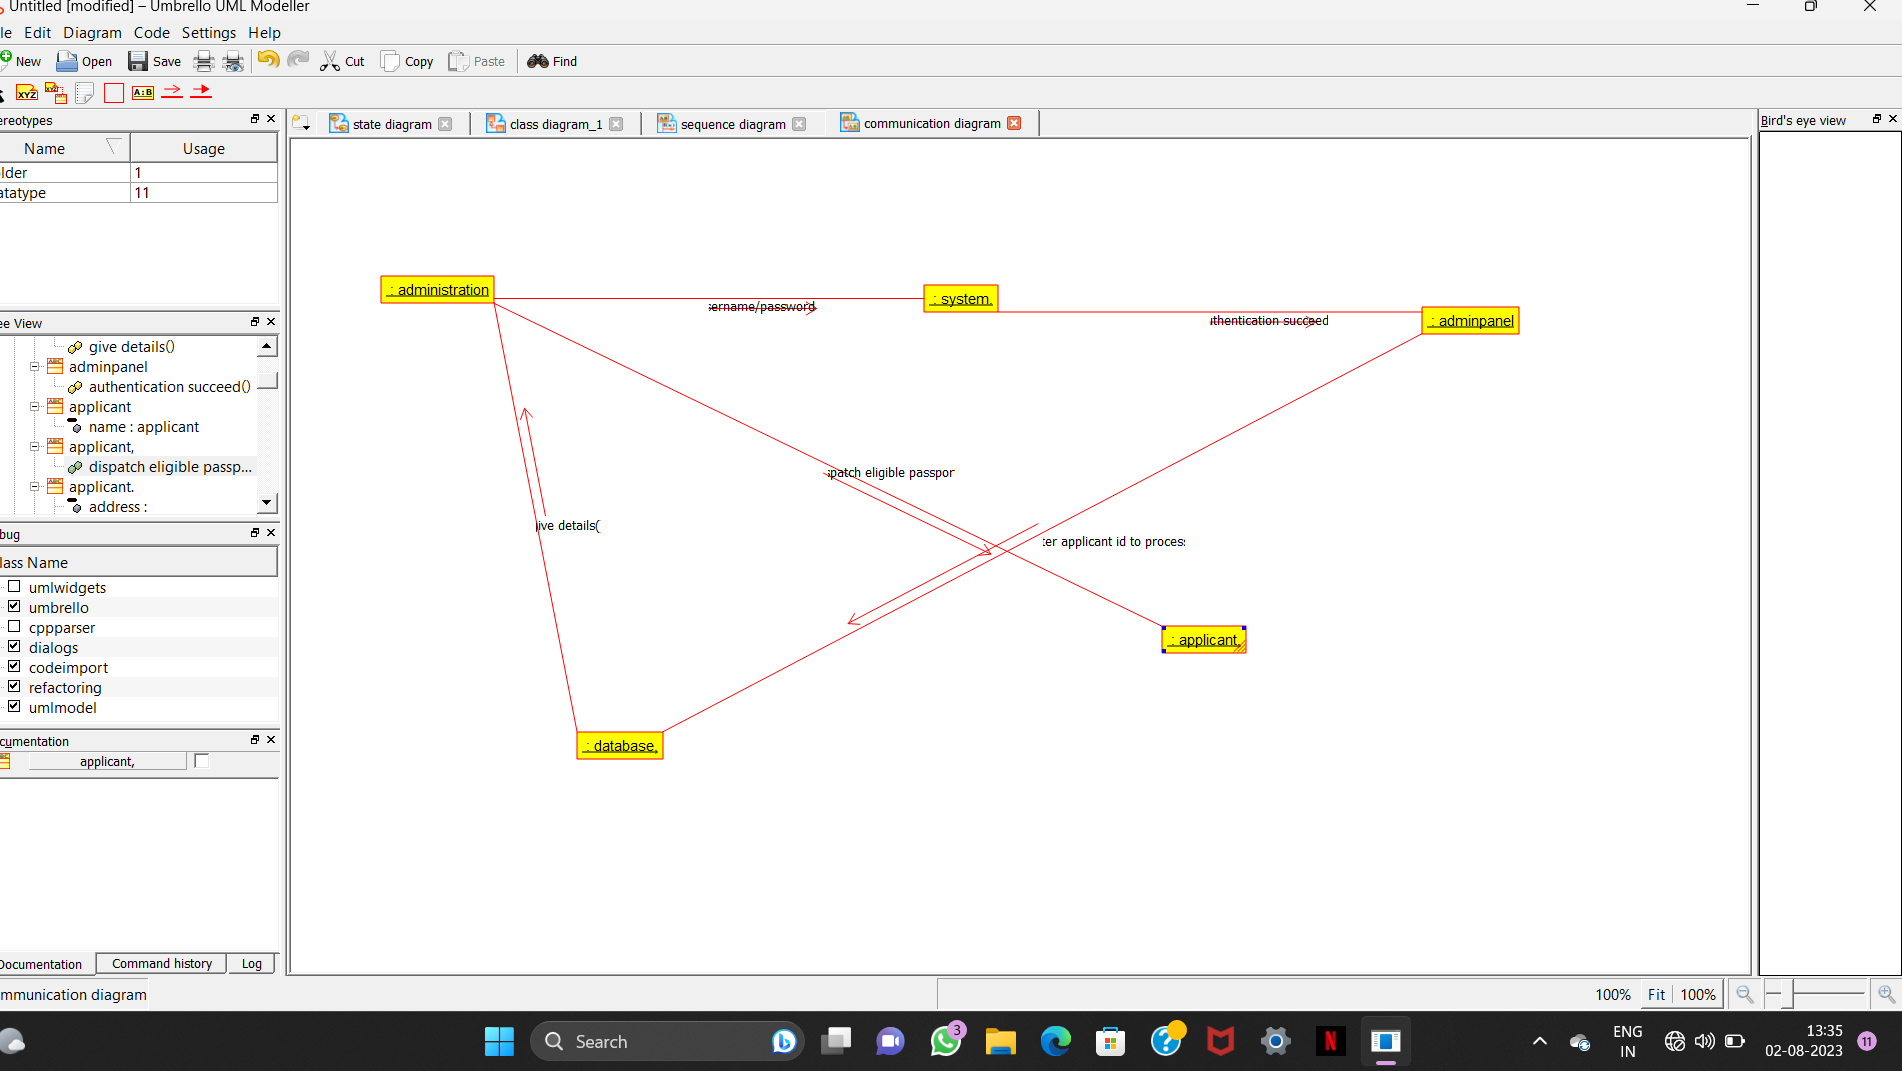 Untitled [modified] – Umbrello UML Modeller
le Edit Diagram Code Settings Help
New Open Save Cut Copy Paste Find
XYZ XYZ A:B
ereotypes
Name Usage
lder 1
atatype 11
ee View
give details()
adminpanel
authentication succeed()
applicant
name : applicant
applicant,
dispatch eligible passp...
applicant.
address :
bug
lass Name
umlwidgets
umbrello
cppparser
dialogs
codeimport
refactoring
umlmodel
cumentation
applicant,
Documentation Command history Log
mmunication diagram
state diagram class diagram_1 sequence diagram communication diagram
Bird's eye view
: administration
ername/password
: system.
thentication succeed
: adminpanel
patch eligible passpor
ive details(
er applicant id to proces
: applicant,
: database,
100% Fit 100%
Search
3
ENG
IN
13:35
02-08-2023
11
N